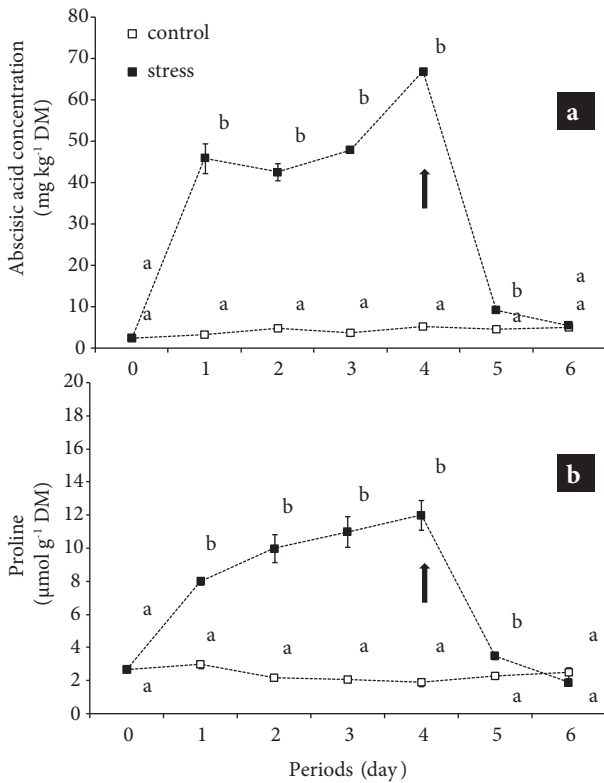 80
control
b
70
stress
a
60
b
b
b
50
40
30
a
20
a
a
a
a
a
b
a
10
a
a
0
0 1 2 3 4 5 6
Abscisic acid concentration
(mg kg-1 DM)
20
18
b
16
b
14
b
b
12
b
10
8
a
b
6
a
a
a
a
a
4
2
a
a
a
0
0 1 2 3 4 5 6
Proline
(µmol g-1 DM)
Periods (day)